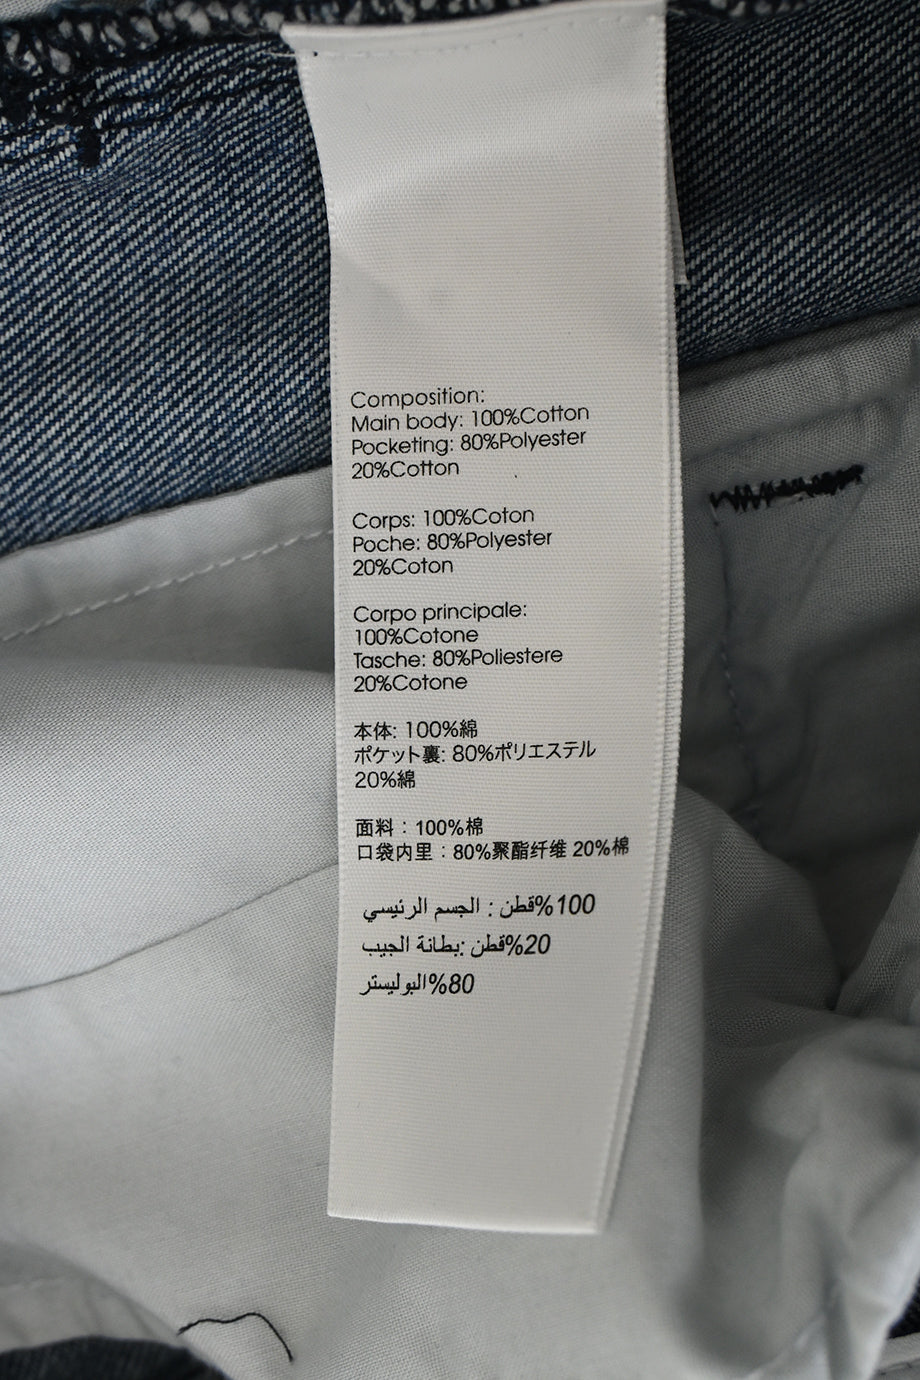 Composition:
Main body: 100%Cotton
Pocketing: 80%Polyester
20%Cotton
Corps: 100%Coton
Poche: 80%Polyester
20%Coton
Corpo principale:
100%Cotone
Tasche: 80%Poliestere
20%Cotone
本体: 100%綿
ポケット裏: 80%ポリエステル
20%綿
面料：100%棉
口袋内里：80%聚酯纤维 20%棉
100%قطن : الجسم الرئيسي
20%قطن :بطانة الجيب
80%البوليستر